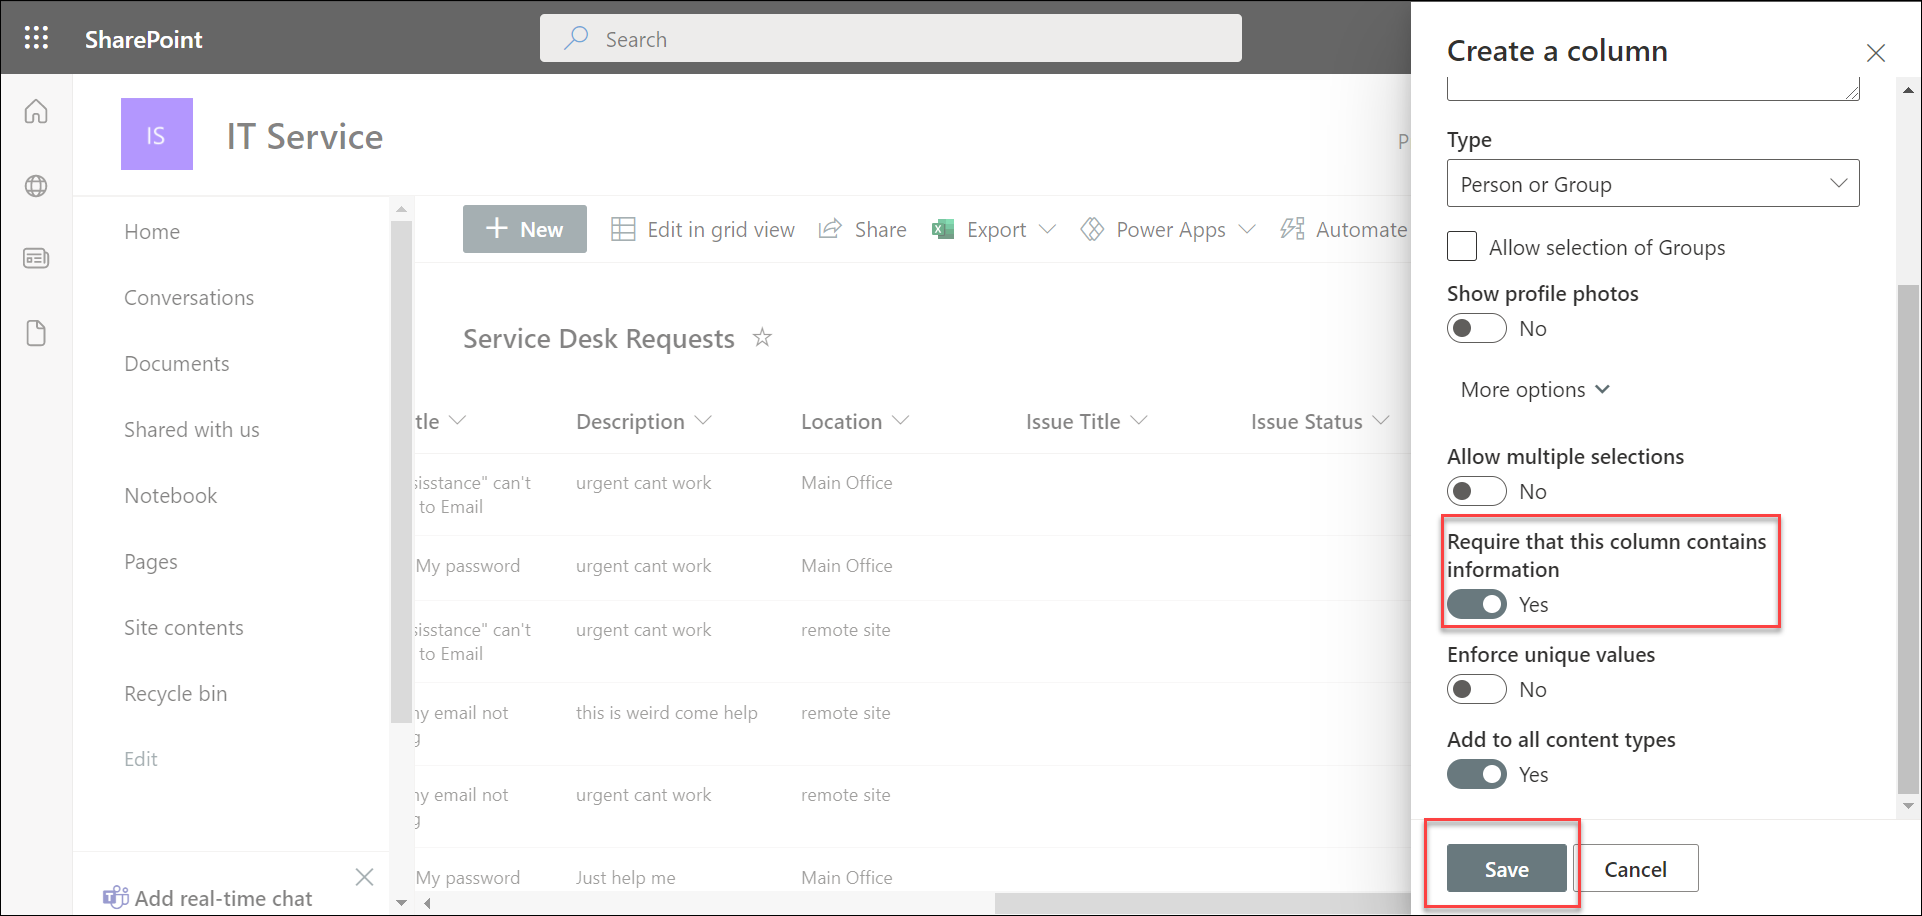 SharePoint
Search
Create a column
IS
IT Service
P
Type
Person or Group
Home
Conversations
Documents
Shared with us
Notebook
Pages
Site contents
Recycle bin
Edit
Add real-time chat
New
Edit in grid view
Share
Export
Power Apps
Automate
Service Desk Requests
tle
Description
Location
Issue Title
Issue Status
sisstance" can't urgent cant work Main Office
to Email
My password urgent cant work Main Office
sisstance" can't urgent cant work remote site
to Email
ny email not this is weird come help remote site
g
ny email not urgent cant work remote site
g
My password Just help me Main Office
Allow selection of Groups
Show profile photos
No
More options
Allow multiple selections
No
Require that this column contains
information
Yes
Enforce unique values
No
Add to all content types
Yes
Save
Cancel